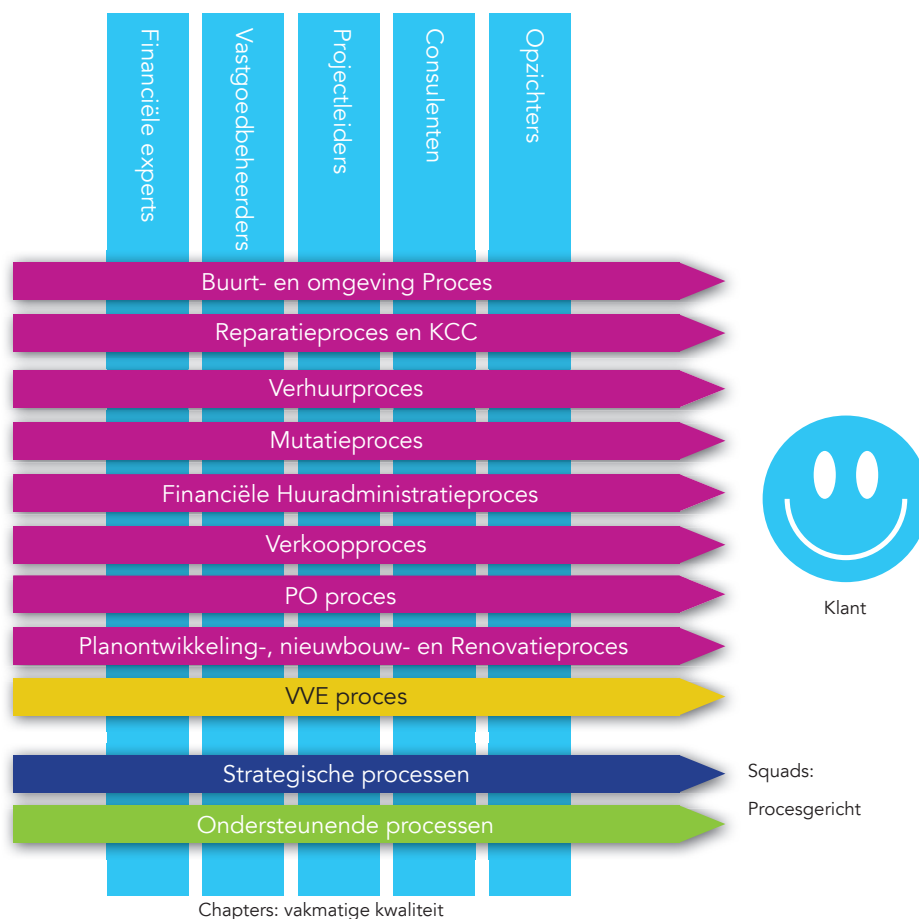 Financiële experts
Vastgoedbeheerders
Projectleiders
Consulenten
Opzichters
Buurt- en omgeving Proces
Reparatieproces en KCC
Verhuurproces
Mutatieproces
Financiële Huuradministratieproces
Verkoopproces
PO proces
Klant
Planontwikkeling-, nieuwbouw- en Renovatieproces
VVE proces
Strategische processen
Squads:
Procesgericht
Ondersteunende processen
Chapters: vakmatige kwaliteit